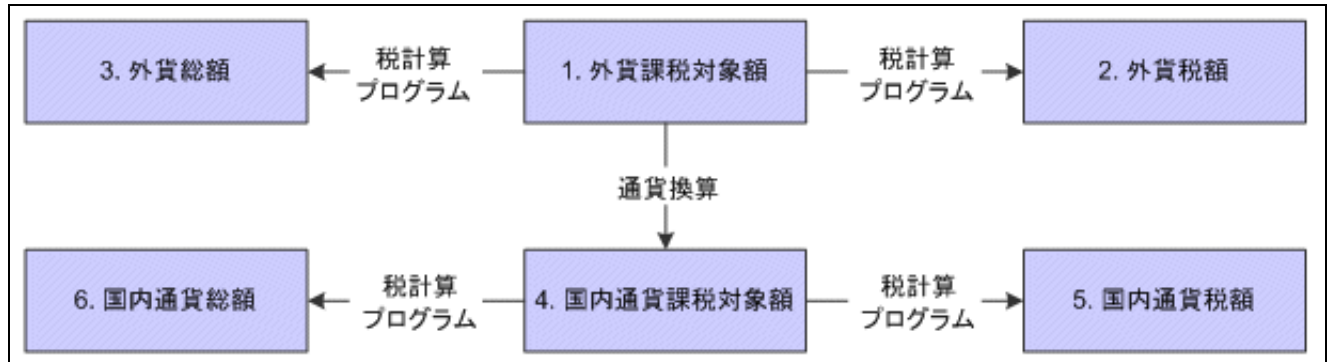 3. 外貨総額
税計算
プログラム
1. 外貨課税対象額
税計算
プログラム
2. 外貨税額
通貨換算
6. 国内通貨総額
税計算
プログラム
4. 国内通貨課税対象額
税計算
プログラム
5. 国内通貨税額